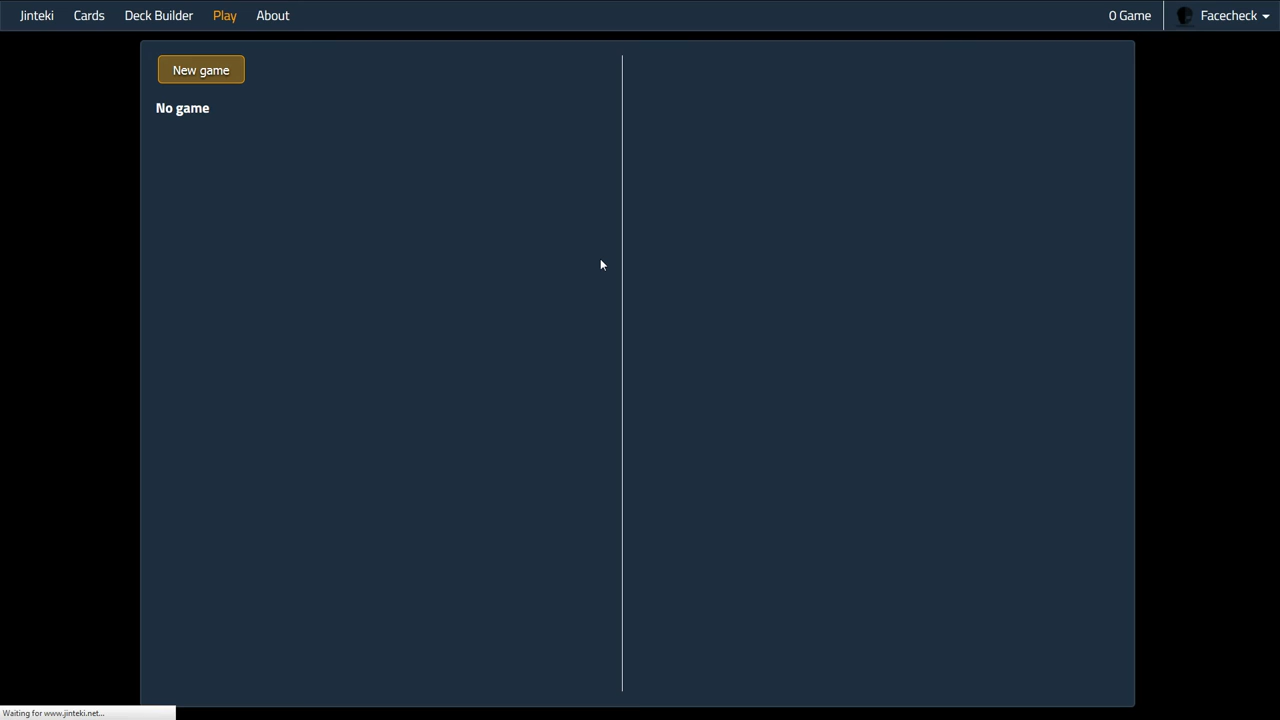 Jinteki Cards Deck Builder Play About 0 Game Facecheck
New game
No game
Waiting for www.jinteki.net...